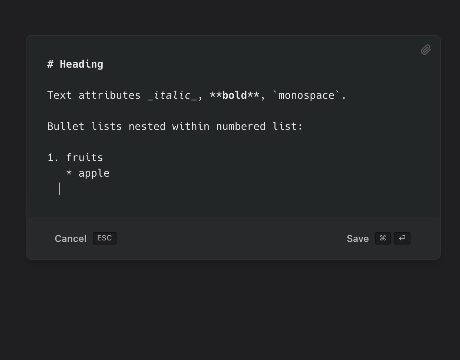 # Heading
Text attributes _italic_, **bold**, `monospace`.
Bullet lists nested within numbered list:
1. fruits
   * apple
Cancel ESC
Save ⌘ ⏎